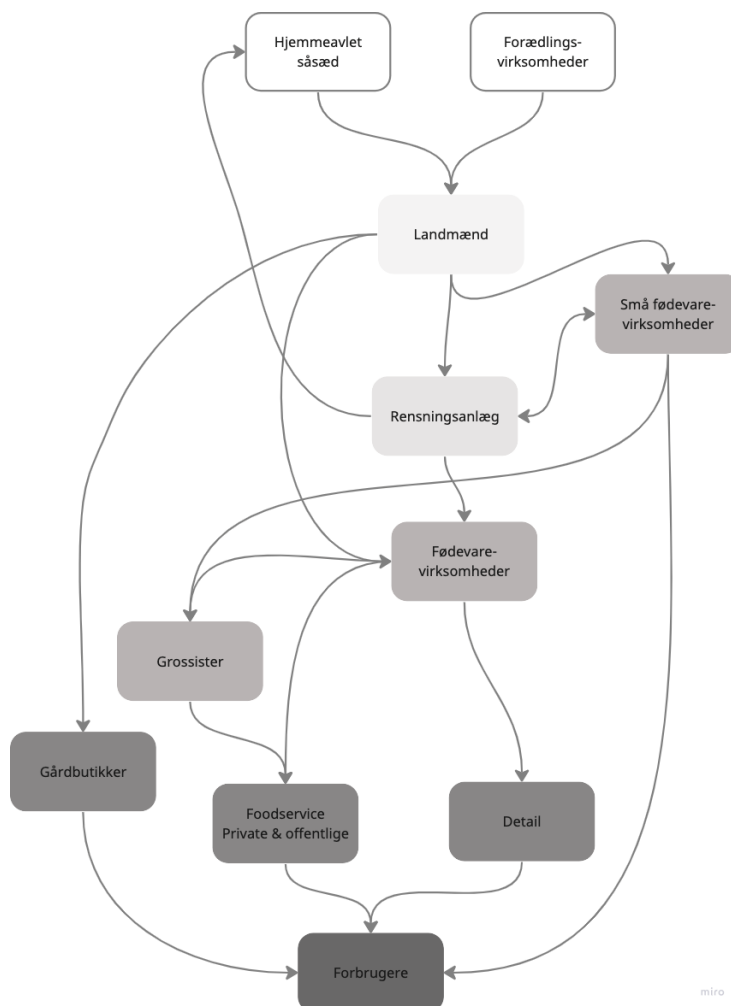 Hjemmeavlet
såsæd
Forædlings-
virksomheder
Landmænd
Små fødevare-
virksomheder
Rensningsanlæg
Fødevare-
virksomheder
Grossister
Gårdbutikker
Foodservice
Private & offentlige
Detail
Forbrugere
miro